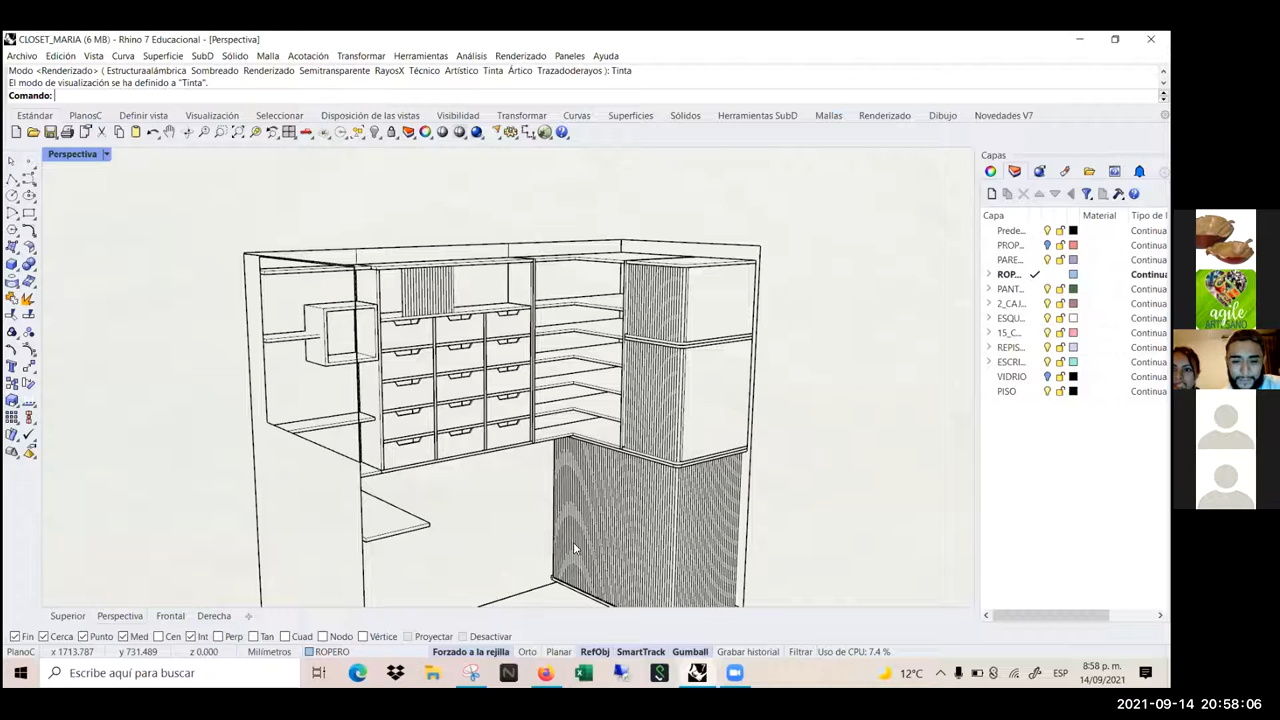 CLOSET_MARIA (6 MB) - Rhino 7 Educacional - [Perspectiva]
Archivo Edición Vista Curva Superficie SubD Sólido Malla Acotación Transformar Herramientas Análisis Renderizado Paneles Ayuda
Modo <Renderizado> ( Estructuraalámbrica Sombreado Renderizado Semitransparente RayosX Técnico Artístico Tinta Ártico Trazadoderayos ): Tinta
El modo de visualización se ha definido a "Tinta".
Comando:
Estándar PlanosC Definir vista Visualización Seleccionar Disposición de las vistas Visibilidad Transformar Curvas Superficies Sólidos Herramientas SubD Mallas Renderizado Dibujo Novedades V7
Perspectiva
Capas
Capa Material Tipo de l
Prede... Continua
PROP... Continua
PARE... Continua
ROP... Continua
PANT... Continua
2_CAJ... Continua
ESQU... Continua
15_C... Continua
REPIS... Continua
ESCRI... Continua
VIDRIO Continua
PISO Continua
agile
ARTESANO
Superior Perspectiva Frontal Derecha
Fin Cerca Punto Med Cen Int Perp Tan Cuad Nodo Vértice Proyectar Desactivar
PlanoC x 1713.787 y 731.489 z 0.000 Milímetros ROPERO Forzado a la rejilla Orto Planar RefObj SmartTrack Gumball Grabar historial Filtrar Uso de CPU: 7.4 %
Escribe aquí para buscar
12°C
ESP
8:58 p. m.
14/09/2021
2021-09-14 20:58:06